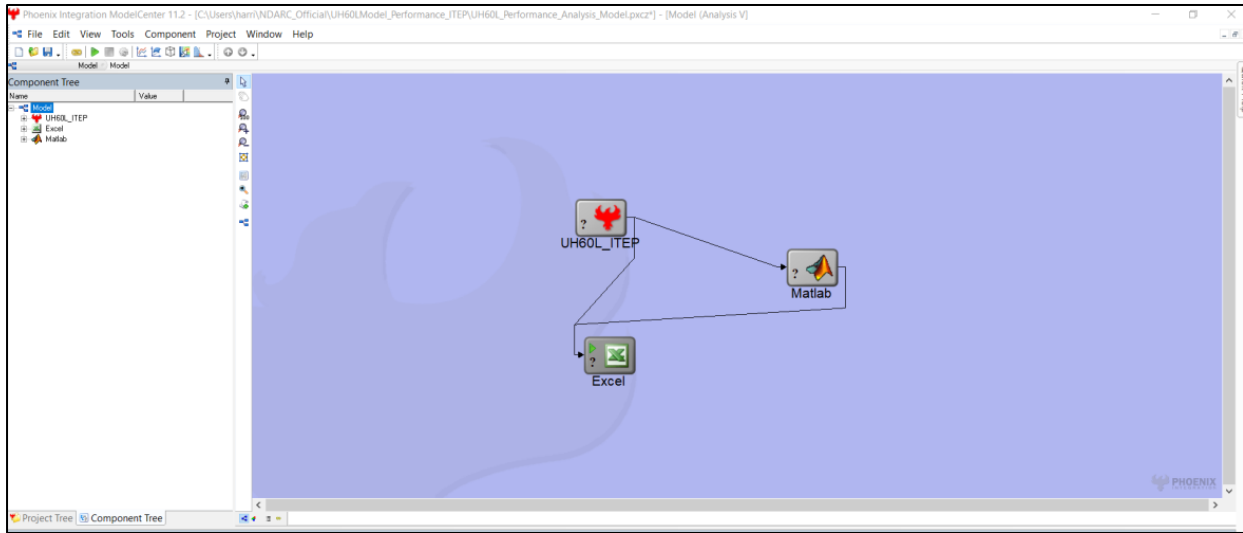 Phoenix Integration ModelCenter 11.2 - [C:\Users\harri\NDARC_Official\UH60LModel_Performance_ITEP\UH60L_Performance_Analysis_Model.pxcz*] - [Model (Analysis V]
File Edit View Tools Component Project Window Help
Model Model
Component Tree
Name Value
Model
UH60L_ITEP
Excel
Matlab
? UH60L_ITEP
? Matlab
? Excel
PHOENIX
Project Tree Component Tree